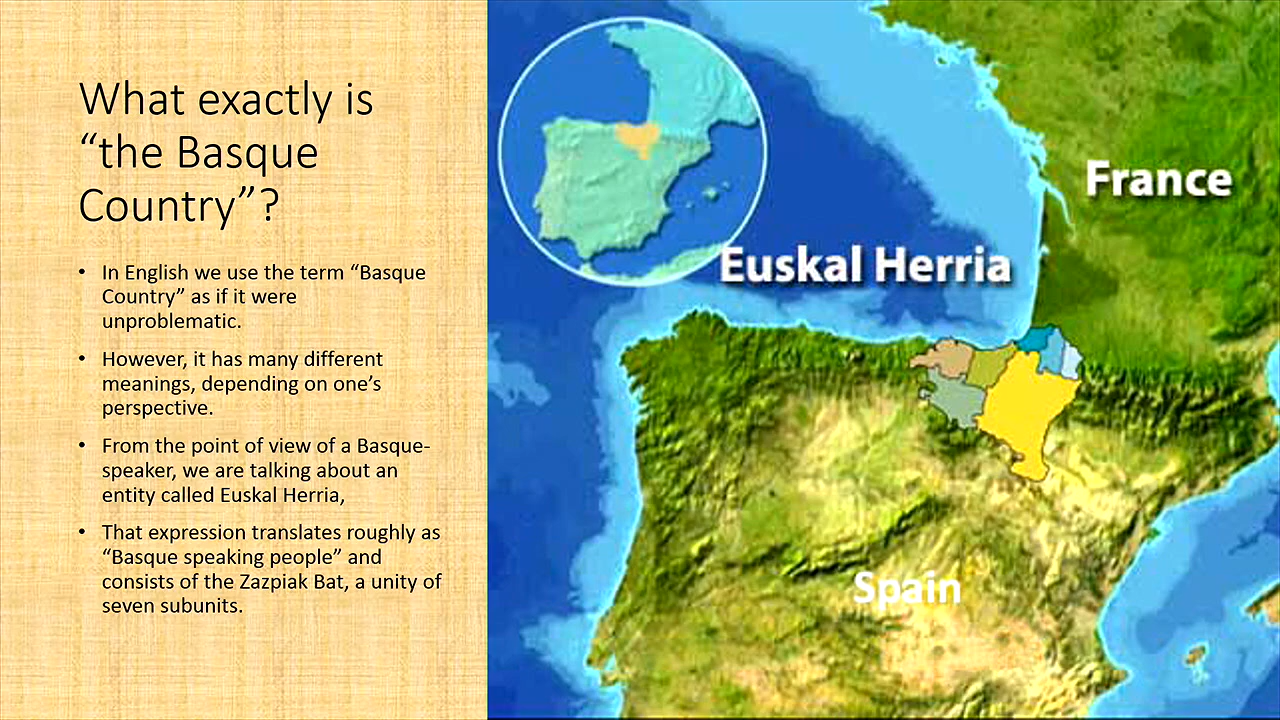 What exactly is
“the Basque
Country”?
• In English we use the term “Basque
Country” as if it were
unproblematic.
• However, it has many different
meanings, depending on one’s
perspective.
• From the point of view of a Basque-
speaker, we are talking about an
entity called Euskal Herria,
• That expression translates roughly as
“Basque speaking people” and
consists of the Zazpiak Bat, a unity of
seven subunits.
France
Euskal Herria
Spain